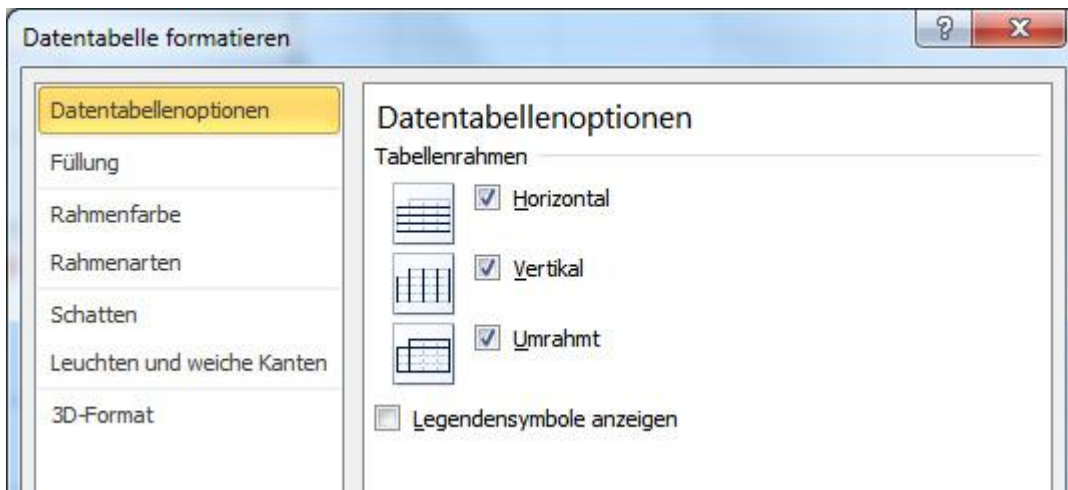 Datentabelle formatieren
Datentabellenoptionen
Füllung
Rahmenfarbe
Rahmenarten
Schatten
Leuchten und weiche Kanten
3D-Format
Datentabellenoptionen
Tabellenrahmen
Horizontal
Vertikal
Umrahmt
Legendensymbole anzeigen